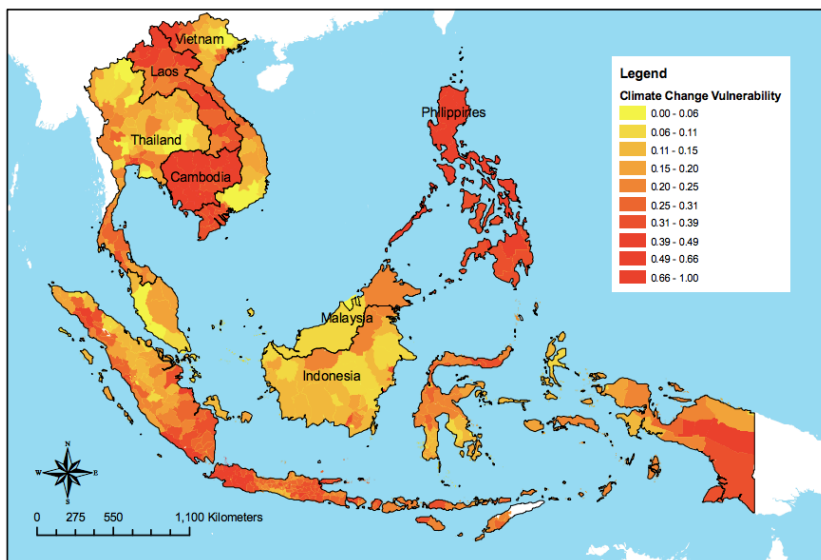 Vietnam
Laos
Thailand
Cambodia
Philippines
Malaysia
Indonesia
Legend
Climate Change Vulnerability
0.00 - 0.06
0.06 - 0.11
0.11 - 0.15
0.15 - 0.20
0.20 - 0.25
0.25 - 0.31
0.31 - 0.39
0.39 - 0.49
0.49 - 0.66
0.66 - 1.00
N
W E
S
0 275 550 1,100 Kilometers